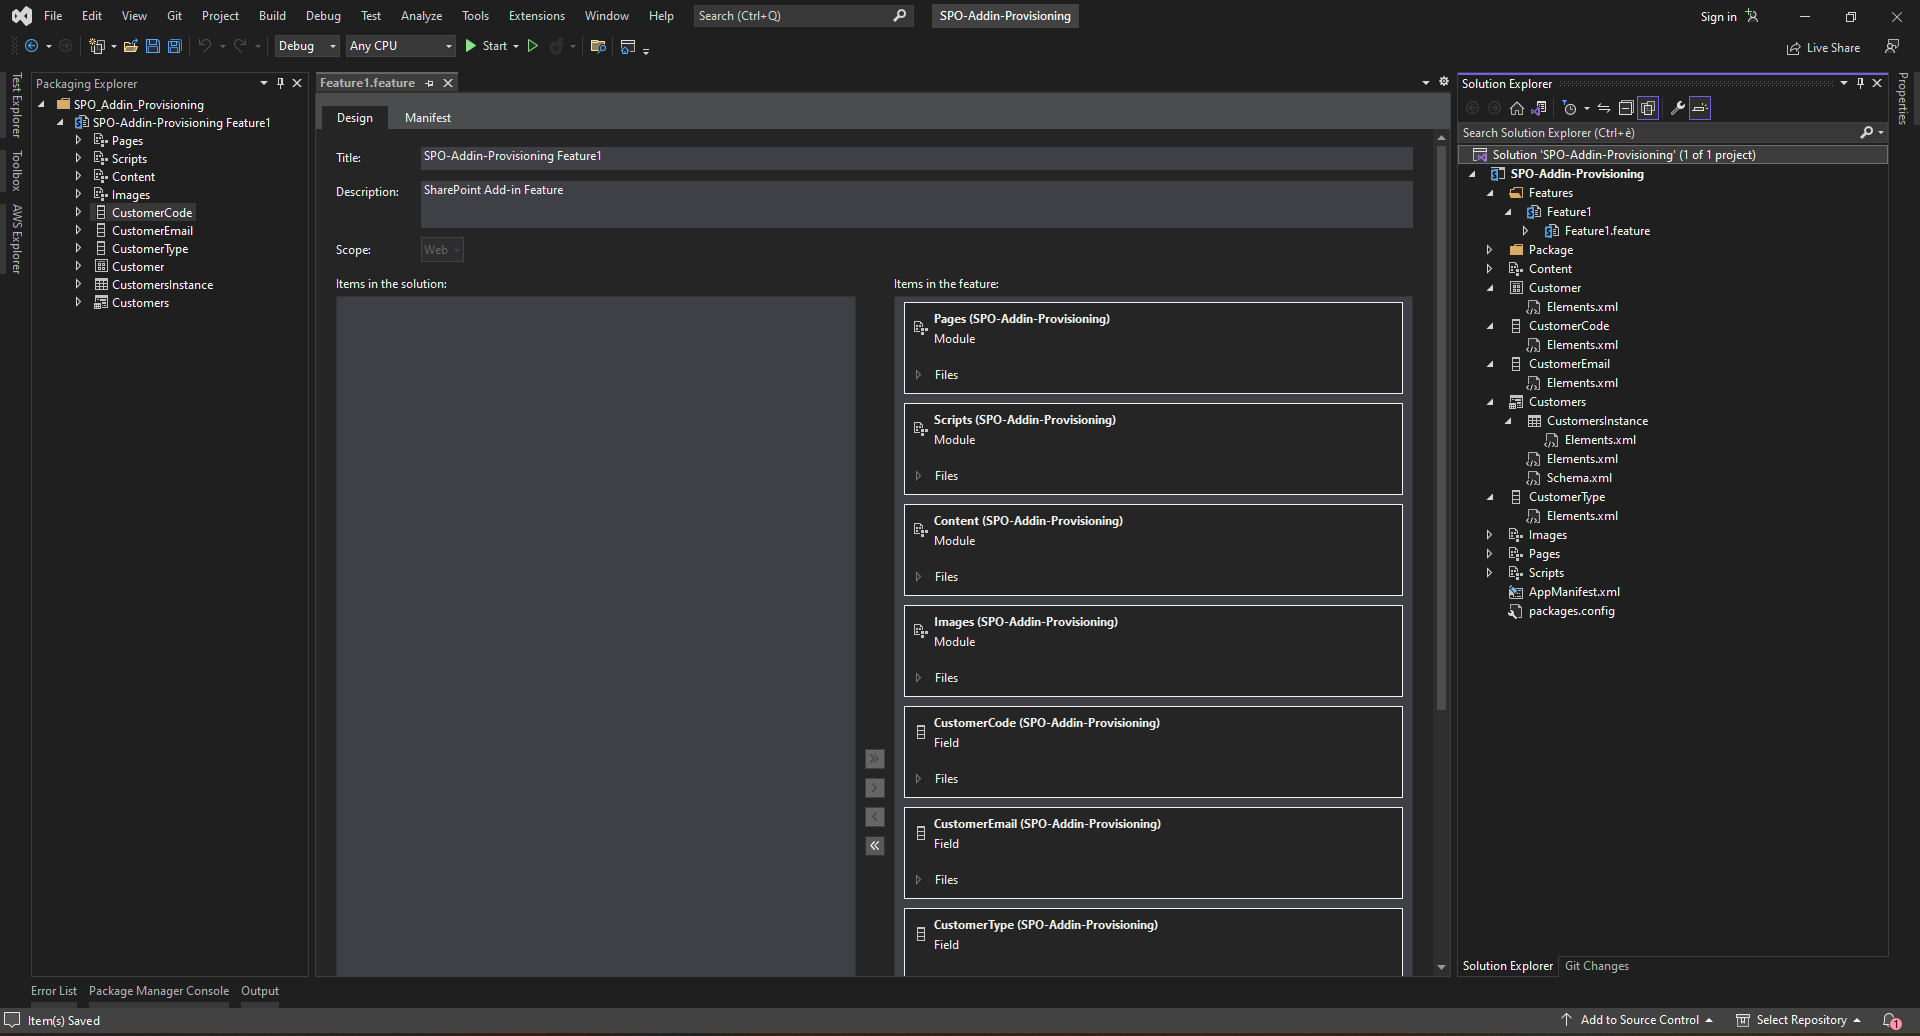 File Edit View Git Project Build Debug Test Analyze Tools Extensions Window Help Search (Ctrl+Q) SPO-Addin-Provisioning Sign in
Debug Any CPU Start Live Share
Test Explorer
Toolbox
AWS Explorer
Packaging Explorer
SPO_Addin_Provisioning
SPO-Addin-Provisioning Feature1
Pages
Scripts
Content
Images
CustomerCode
CustomerEmail
CustomerType
Customer
CustomersInstance
Customers
Feature1.feature
Design Manifest
Title: SPO-Addin-Provisioning Feature1
Description: SharePoint Add-in Feature
Scope: Web
Items in the solution:
Items in the feature:
Pages (SPO-Addin-Provisioning)
Module
Files
Scripts (SPO-Addin-Provisioning)
Module
Files
Content (SPO-Addin-Provisioning)
Module
Files
Images (SPO-Addin-Provisioning)
Module
Files
CustomerCode (SPO-Addin-Provisioning)
Field
Files
CustomerEmail (SPO-Addin-Provisioning)
Field
Files
CustomerType (SPO-Addin-Provisioning)
Field
Solution Explorer
Search Solution Explorer (Ctrl+è)
Solution 'SPO-Addin-Provisioning' (1 of 1 project)
SPO-Addin-Provisioning
Features
Feature1
Feature1.feature
Package
Content
Customer
Elements.xml
CustomerCode
Elements.xml
CustomerEmail
Elements.xml
Customers
CustomersInstance
Elements.xml
Elements.xml
Schema.xml
CustomerType
Elements.xml
Images
Pages
Scripts
AppManifest.xml
packages.config
Solution Explorer Git Changes
Properties
Error List Package Manager Console Output
Item(s) Saved Add to Source Control Select Repository 1